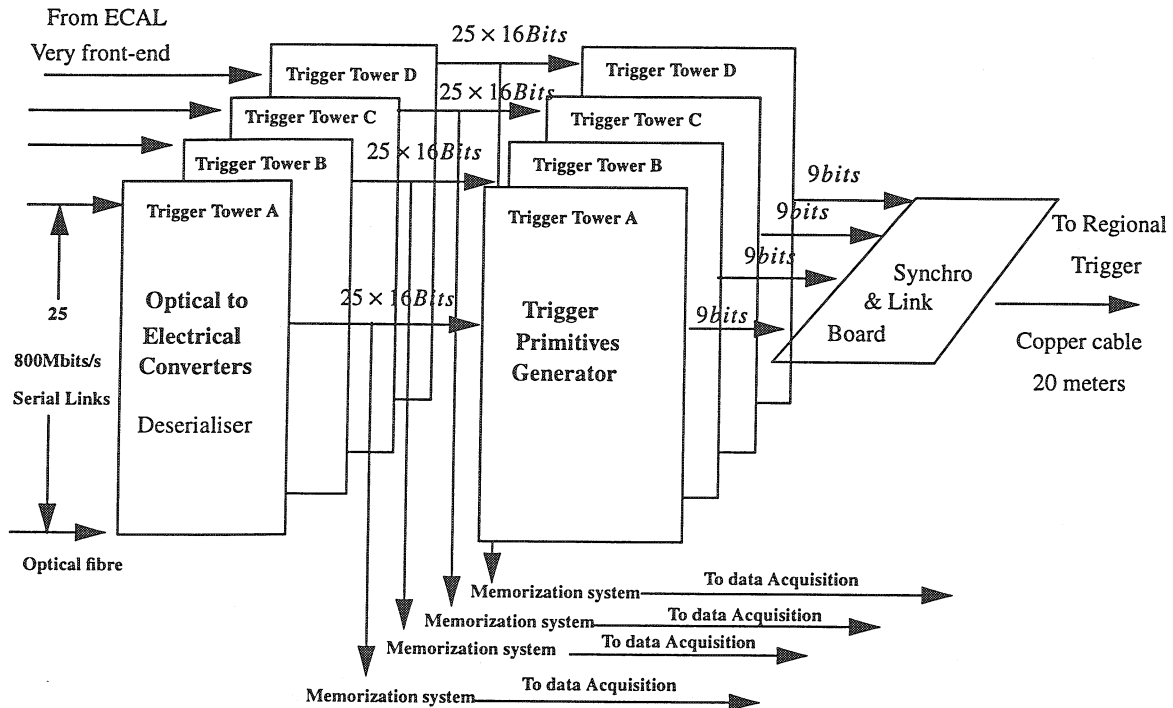 From ECAL
Very front-end
25 × 16Bits
Trigger Tower D
Trigger Tower D
25 × 16Bits
Trigger Tower C
Trigger Tower C
25 × 16Bits
Trigger Tower B
Trigger Tower B
9bits
Trigger Tower A
Trigger Tower A
9bits
To Regional
Trigger
9bits
Synchro
& Link
Board
25
Optical to
Electrical
Converters
25 × 16Bits
Trigger
Primitives
Generator
9bits
Copper cable
20 meters
800Mbits/s
Serial Links
Deserialiser
Optical fibre
Memorization system
To data Acquisition
Memorization system
To data Acquisition
Memorization system
To data Acquisition
Memorization system
To data Acquisition